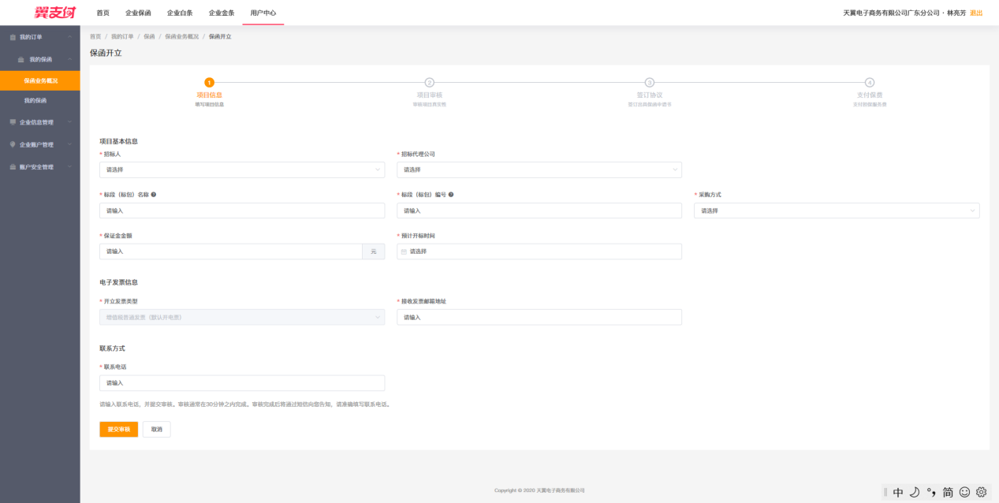 翼支付 首页 企业保函 企业白条 企业金条 用户中心 天翼电子商务有限公司广东分公司 · 林亮芳 退出
我的订单
我的保函
保函业务概况
我的保函
企业信息管理
企业账户管理
账户安全管理
首页 / 我的订单 / 保函 / 保函业务概况 / 保函开立
保函开立
1 2 3 4
项目信息 项目审核 签订协议 支付保费
填写项目信息 审核项目真实性 签订出具保函申请书 支付担保服务费
项目基本信息
* 招标人 * 招标代理公司
请选择 请选择
* 标段（标包）名称 * 标段（标包）编号 * 采购方式
请输入 请输入 请选择
* 保证金金额 * 预计开标时间
请输入 元 请选择
电子发票信息
* 开立发票类型 * 接收发票邮箱地址
增值税普通发票（默认开电票） 请输入
联系方式
* 联系电话
请输入
请输入联系电话，并提交审核。审核通常在30分钟之内完成。审核完成后将通过短信向您告知，请准确填写联系电话。
提交审核 取消
Copyright © 2020 天翼电子商务有限公司
中 °, 简